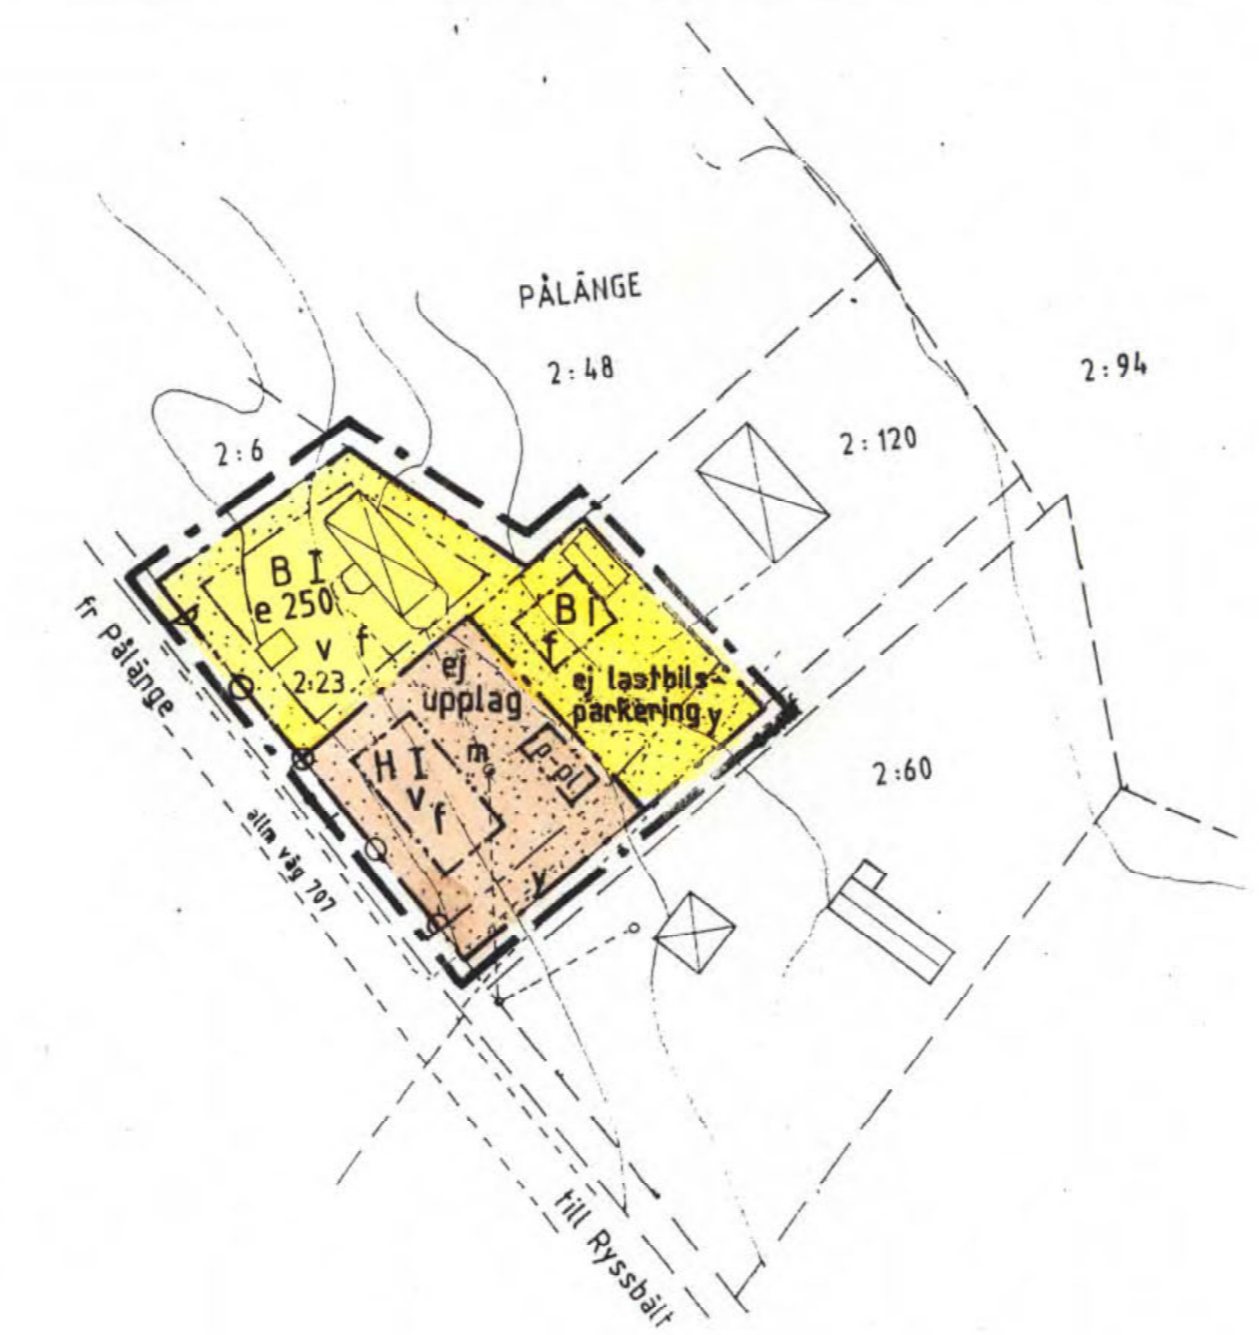 PÅLÄNGE
2:48
2:94
2:120
2:6
B I
e 250
v f
2:23
B I
f
ej lastbils-
parkering y
ej
upplag
m
p-pl
H I
v
f
y
2:60
fr Pålänge
allm väg 707
till Ryssbält